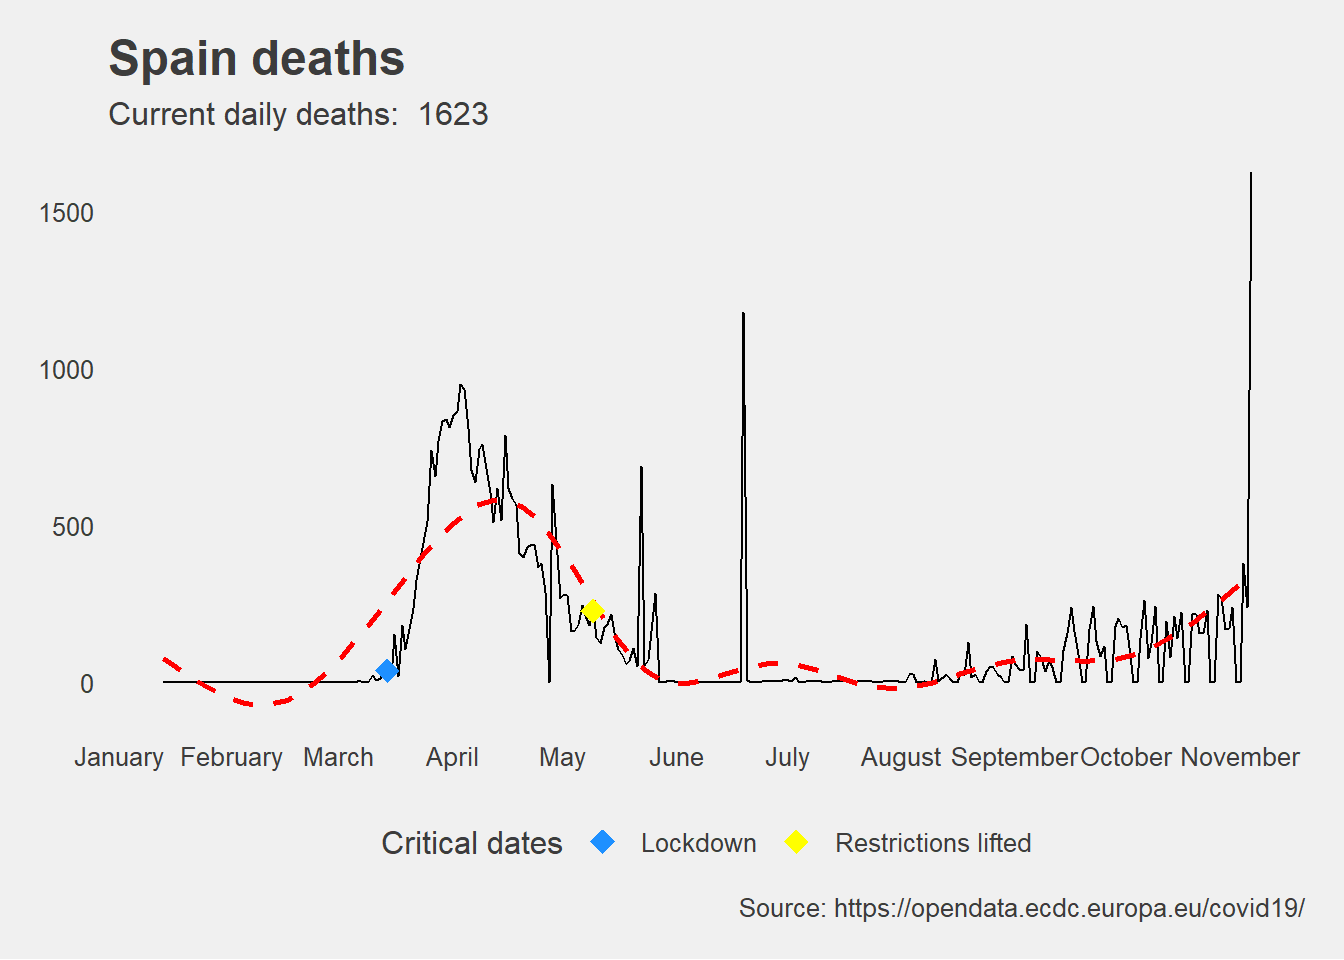 Spain deaths
Current daily deaths:  1623
1500
1000
500
0
January February March April May June July August September October November
Critical dates Lockdown Restrictions lifted
Source: https://opendata.ecdc.europa.eu/covid19/